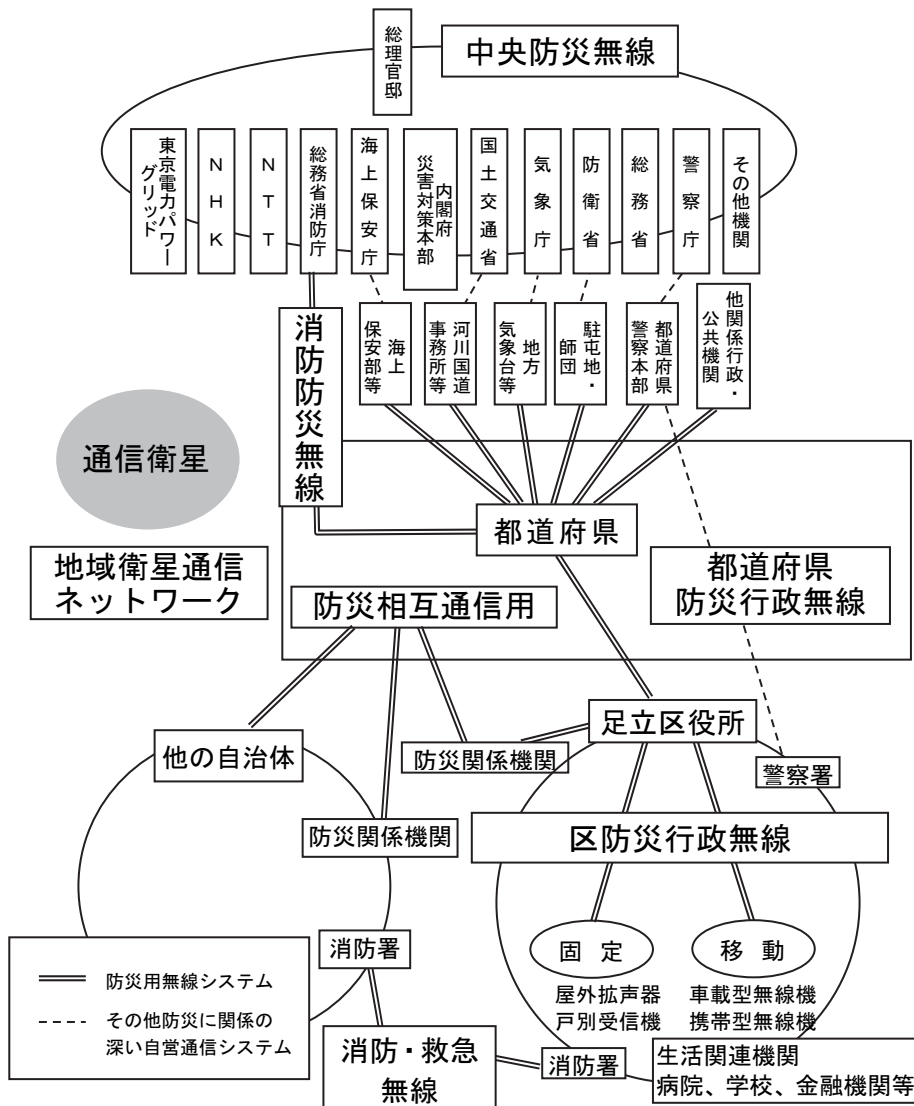 総理官邸
中央防災無線
東京電力パワー
グリッド
NHK
NTT
総務省消防庁
海上保安庁
内閣府
災害対策本部
国土交通省
気象庁
防衛省
総務省
警察庁
その他機関
消防防災無線
海上
保安部等
河川国道
事務所等
地方
気象台等
駐屯地・
師団
都道府県
警察本部
他関係行政・
公共機関
通信衛星
都道府県
地域衛星通信
ネットワーク
都道府県
防災行政無線
防災相互通信用
足立区役所
他の自治体
防災関係機関
警察署
防災関係機関
区防災行政無線
消防署
固定
移動
屋外拡声器
戸別受信機
車載型無線機
携帯型無線機
防災用無線システム
その他防災に関係の
深い自営通信システム
消防・救急
無線
消防署
生活関連機関
病院、学校、金融機関等